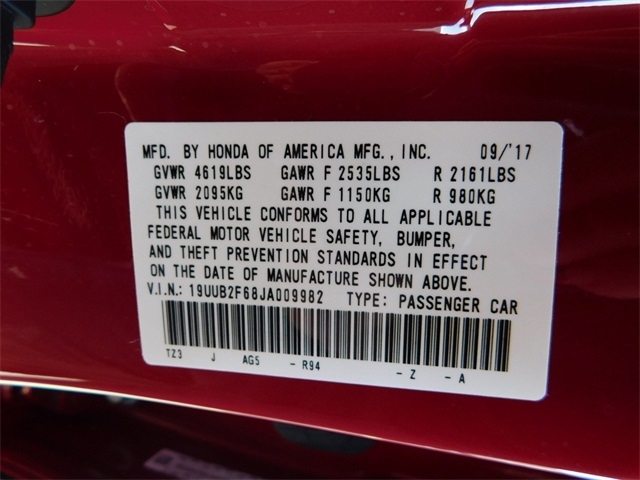 MFD. BY HONDA OF AMERICA MFG., INC. 09/'17
GVWR 4619LBS GAWR F 2535LBS R 2161LBS
GVWR 2095KG GAWR F 1150KG R 980KG
THIS VEHICLE CONFORMS TO ALL APPLICABLE
FEDERAL MOTOR VEHICLE SAFETY, BUMPER,
AND THEFT PREVENTION STANDARDS IN EFFECT
ON THE DATE OF MANUFACTURE SHOWN ABOVE.
V.I.N.: 19UUB2F68JA009982 TYPE: PASSENGER CAR
TZ3 J AG5 - R94 - Z - A